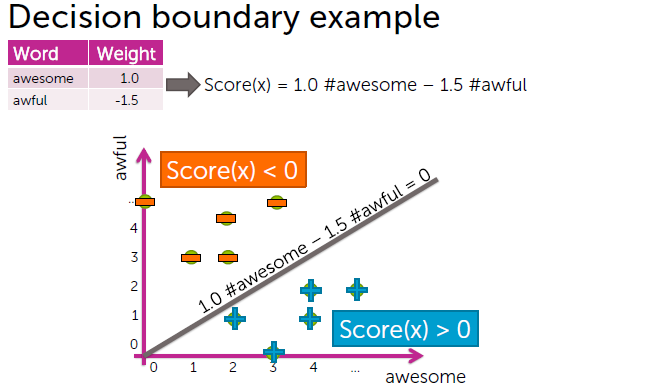 Decision boundary example
Word Weight
awesome 1.0
awful -1.5
Score(x) = 1.0 #awesome – 1.5 #awful
awful
Score(x) < 0
1.0 #awesome – 1.5 #awful = 0
...
4
3
2
1
0
Score(x) > 0
0 1 2 3 4 ...
awesome